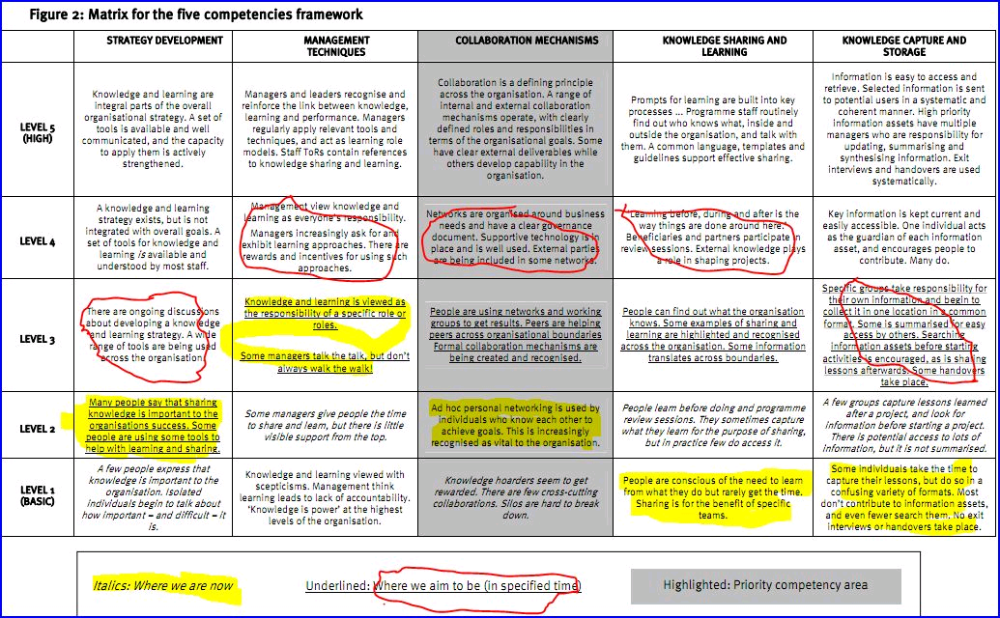 Figure 2: Matrix for the five competencies framework
STRATEGY DEVELOPMENT
MANAGEMENT
TECHNIQUES
COLLABORATION MECHANISMS
KNOWLEDGE SHARING AND
LEARNING
KNOWLEDGE CAPTURE AND
STORAGE
LEVEL 5
(HIGH)
Knowledge and learning are
integral parts of the overall
organisational strategy. A set of
tools is available and well
communicated, and the capacity
to apply them is actively
strengthened.
Managers and leaders recognise and
reinforce the link between knowledge,
learning and performance. Managers
regularly apply relevant tools and
techniques, and act as learning role
models. Staff ToRs contain references
to knowledge sharing and learning.
Collaboration is a defining principle
across the organisation. A range of
internal and external collaboration
mechanisms operate, with clearly
defined roles and responsibilities in
terms of the organisational goals. Some
have clear external deliverables while
others develop capability in the
organisation.
Prompts for learning are built into key
processes ... Programme staff routinely
find out who knows what, inside and
outside the organisation, and talk with
them. A common language, templates and
guidelines support effective sharing.
Information is easy to access and
retrieve. Selected information is sent
to potential users in a systematic and
coherent manner. High priority
information assets have multiple
managers who are responsibility for
updating, summarising and
synthesising information. Exit
interviews and handovers are used
systematically.
LEVEL 4
A knowledge and learning
strategy exists, but is not
integrated with overall goals. A
set of tools for knowledge and
learning is available and
understood by most staff.
Management view knowledge and
learning as everyone's responsibility.
Managers increasingly ask for and
exhibit learning approaches. There are
rewards and incentives for using such
approaches.
Networks are organised around business
needs and have a clear governance
document. Supportive technology is in
place and is well used. External parties
are being included in some networks.
Learning before, during and after is the
way things are done around here.
Beneficiaries and partners participate in
review sessions. External knowledge plays
a role in shaping projects.
Key information is kept current and
easily accessible. One individual acts
as the guardian of each information
asset, and encourages people to
contribute. Many do.
LEVEL 3
There are ongoing discussions
about developing a knowledge
and learning strategy. A wide
range of tools are being used
across the organisation
Knowledge and learning is viewed as
the responsibility of a specific role or
roles.
Some managers talk the talk, but don't
always walk the walk!
People are using networks and working
groups to get results. Peers are helping
peers across organisational boundaries
Formal collaboration mechanisms are
being created and recognised.
People can find out what the organisation
knows. Some examples of sharing and
learning are highlighted and recognised
across the organisation. Some information
translates across boundaries.
Specific groups take responsibility for
their own information and begin to
collect it in one location in a common
format. Some is summarised for easy
access by others. Searching
information assets before starting
activities is encouraged, as is sharing
lessons afterwards. Some handovers
take place.
LEVEL 2
Many people say that sharing
knowledge is important to the
organisations success. Some
people are using some tools to
help with learning and sharing.
Some managers give people the time
to share and learn, but there is little
visible support from the top.
Ad hoc personal networking is used by
individuals who know each other to
achieve goals. This is increasingly
recognised as vital to the organisation.
People learn before doing and programme
review sessions. They sometimes capture
what they learn for the purpose of sharing,
but in practice few do access it.
A few groups capture lessons learned
after a project, and look for
information before starting a project.
There is potential access to lots of
information, but it is not summarised.
LEVEL 1
(BASIC)
A few people express that
knowledge is important to the
organisation. Isolated
individuals begin to talk about
how important – and difficult – it
is.
Knowledge and learning viewed with
scepticisms. Management think
learning leads to lack of accountability.
'Knowledge is power' at the highest
levels of the organisation.
Knowledge hoarders seem to get
rewarded. There are few cross-cutting
collaborations. Silos are hard to break
down.
People are conscious of the need to learn
from what they do but rarely get the time.
Sharing is for the benefit of specific
teams.
Some individuals take the time to
capture their lessons, but do so in a
confusing variety of formats. Most
don't contribute to information assets,
and even fewer search them. No exit
interviews or handovers take place.
Italics: Where we are now
Underlined: Where we aim to be (in specified time)
Highlighted: Priority competency area